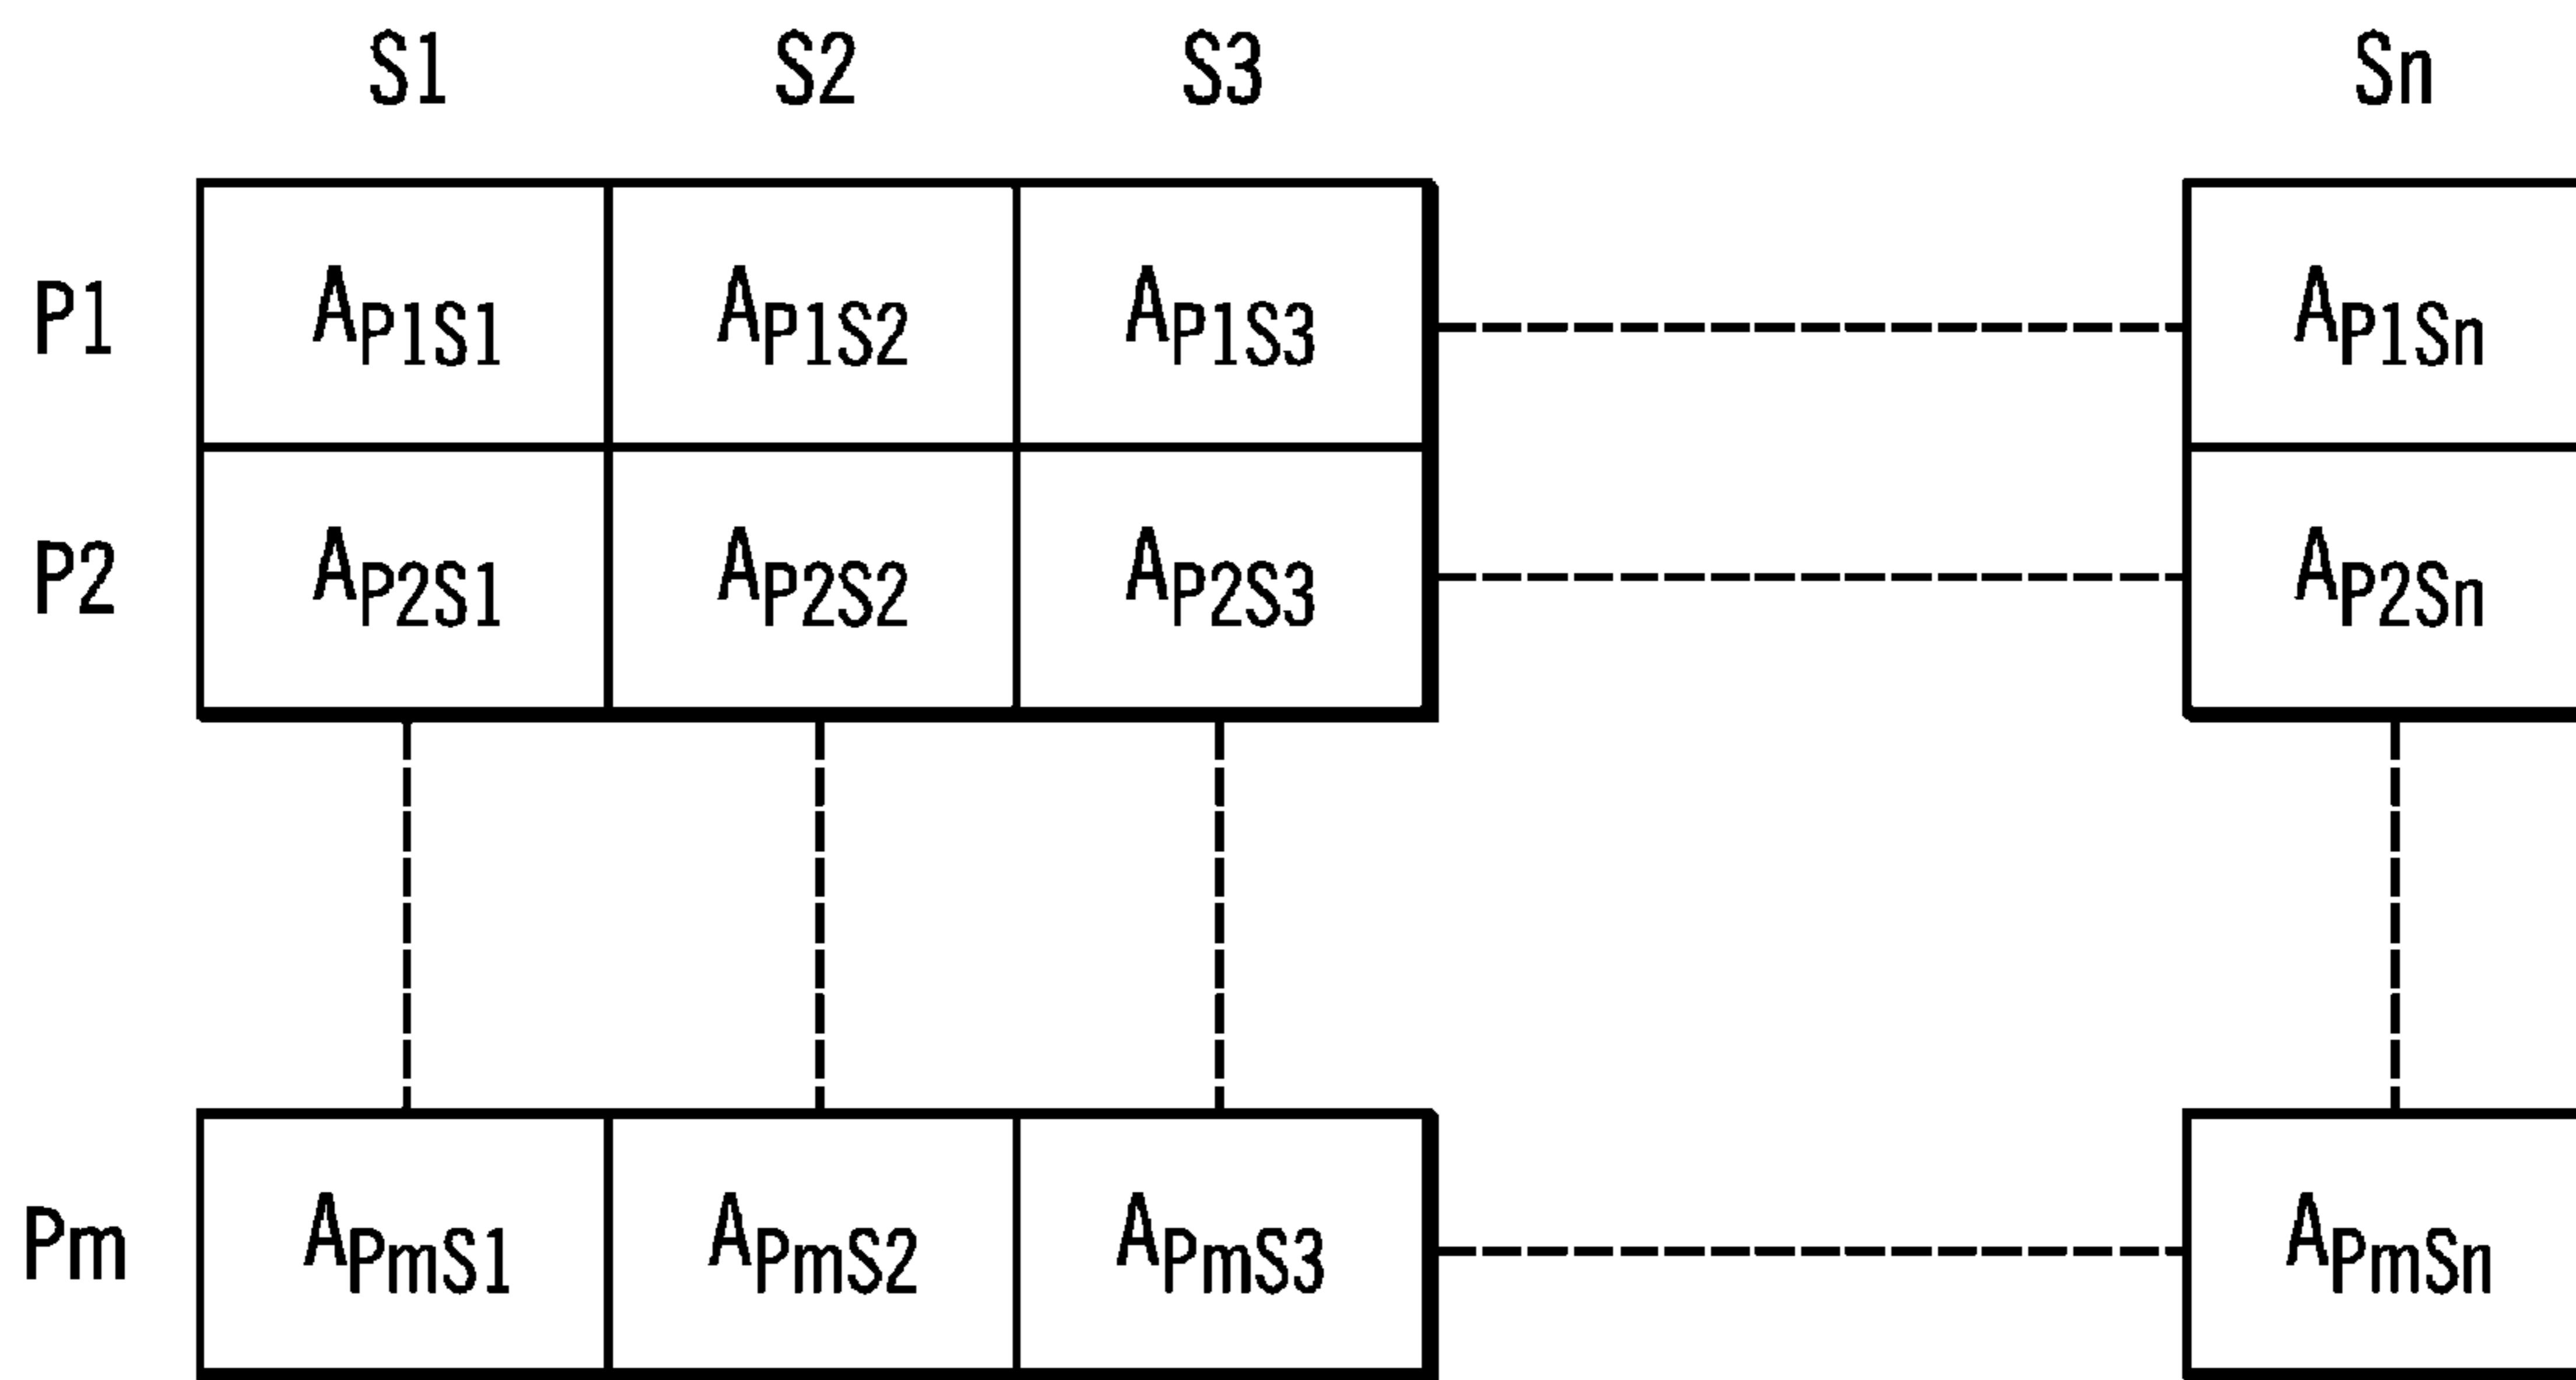 S1 S2 S3 Sn
P1 AP1S1 AP1S2 AP1S3 AP1Sn
P2 AP2S1 AP2S2 AP2S3 AP2Sn
Pm APmS1 APmS2 APmS3 APmSn